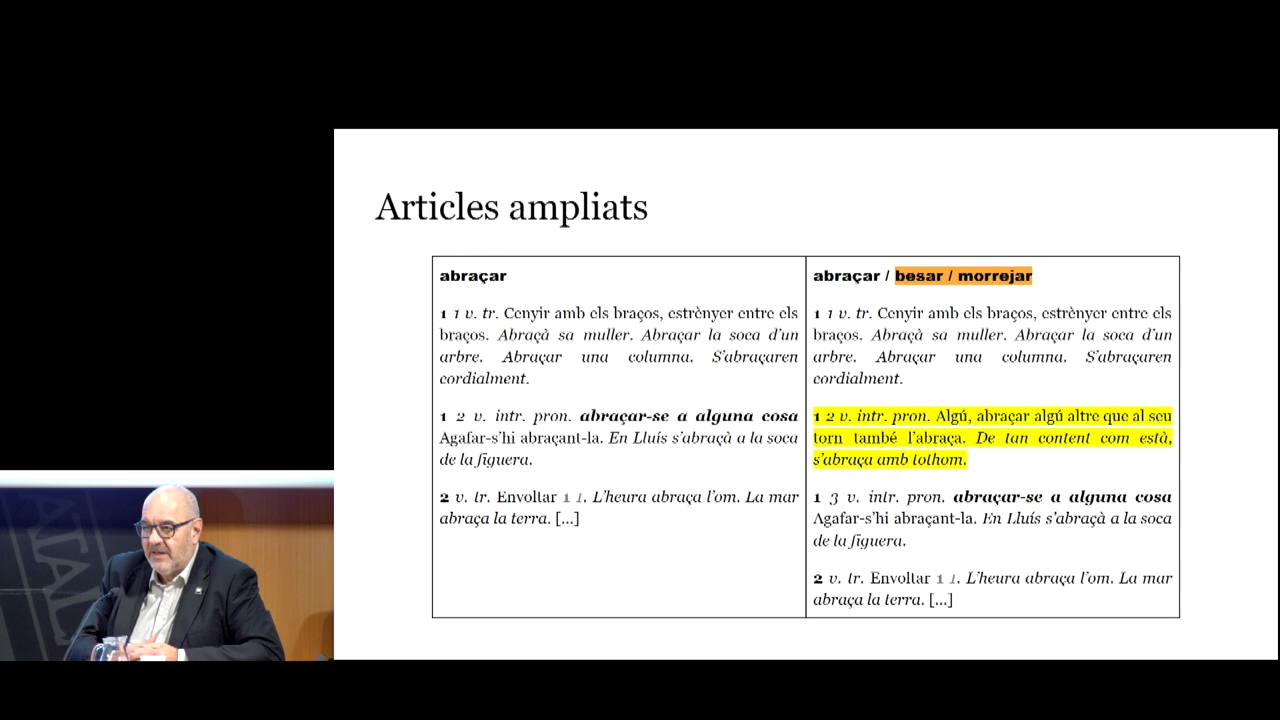 Articles ampliats
abraçar
1 1 v. tr. Cenyir amb els braços, estrènyer entre els
braços. Abraçà sa muller. Abraçar la soca d'un
arbre. Abraçar una columna. S'abraçaren
cordialment.
1 2 v. intr. pron. abraçar-se a alguna cosa
Agafar-s'hi abraçant-la. En Lluís s'abraçà a la soca
de la figuera.
2 v. tr. Envoltar 1 1. L'heura abraça l'om. La mar
abraça la terra. [...]
abraçar / besar / morrejar
1 1 v. tr. Cenyir amb els braços, estrènyer entre els
braços. Abraçà sa muller. Abraçar la soca d'un
arbre. Abraçar una columna. S'abraçaren
cordialment.
1 2 v. intr. pron. Algú, abraçar algú altre que al seu
torn també l'abraça. De tan content com està,
s'abraça amb tothom.
1 3 v. intr. pron. abraçar-se a alguna cosa
Agafar-s'hi abraçant-la. En Lluís s'abraçà a la soca
de la figuera.
2 v. tr. Envoltar 1 1. L'heura abraça l'om. La mar
abraça la terra. [...]
ATAL